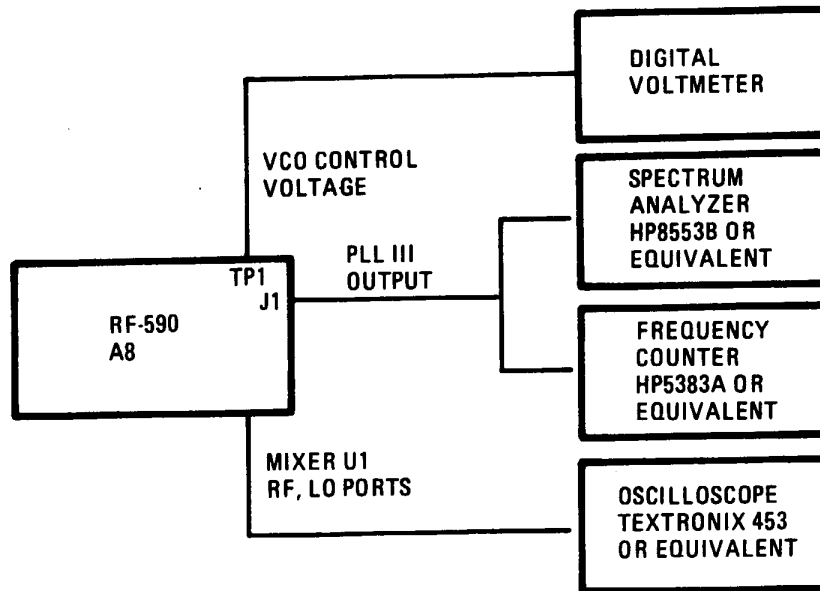 DIGITAL
VOLTMETER
VCO CONTROL
VOLTAGE
SPECTRUM
ANALYZER
HP8553B OR
EQUIVALENT
TP1
J1
PLL III
OUTPUT
RF-590
A8
FREQUENCY
COUNTER
HP5383A OR
EQUIVALENT
MIXER U1
RF, LO PORTS
OSCILLOSCOPE
TEXTRONIX 453
OR EQUIVALENT